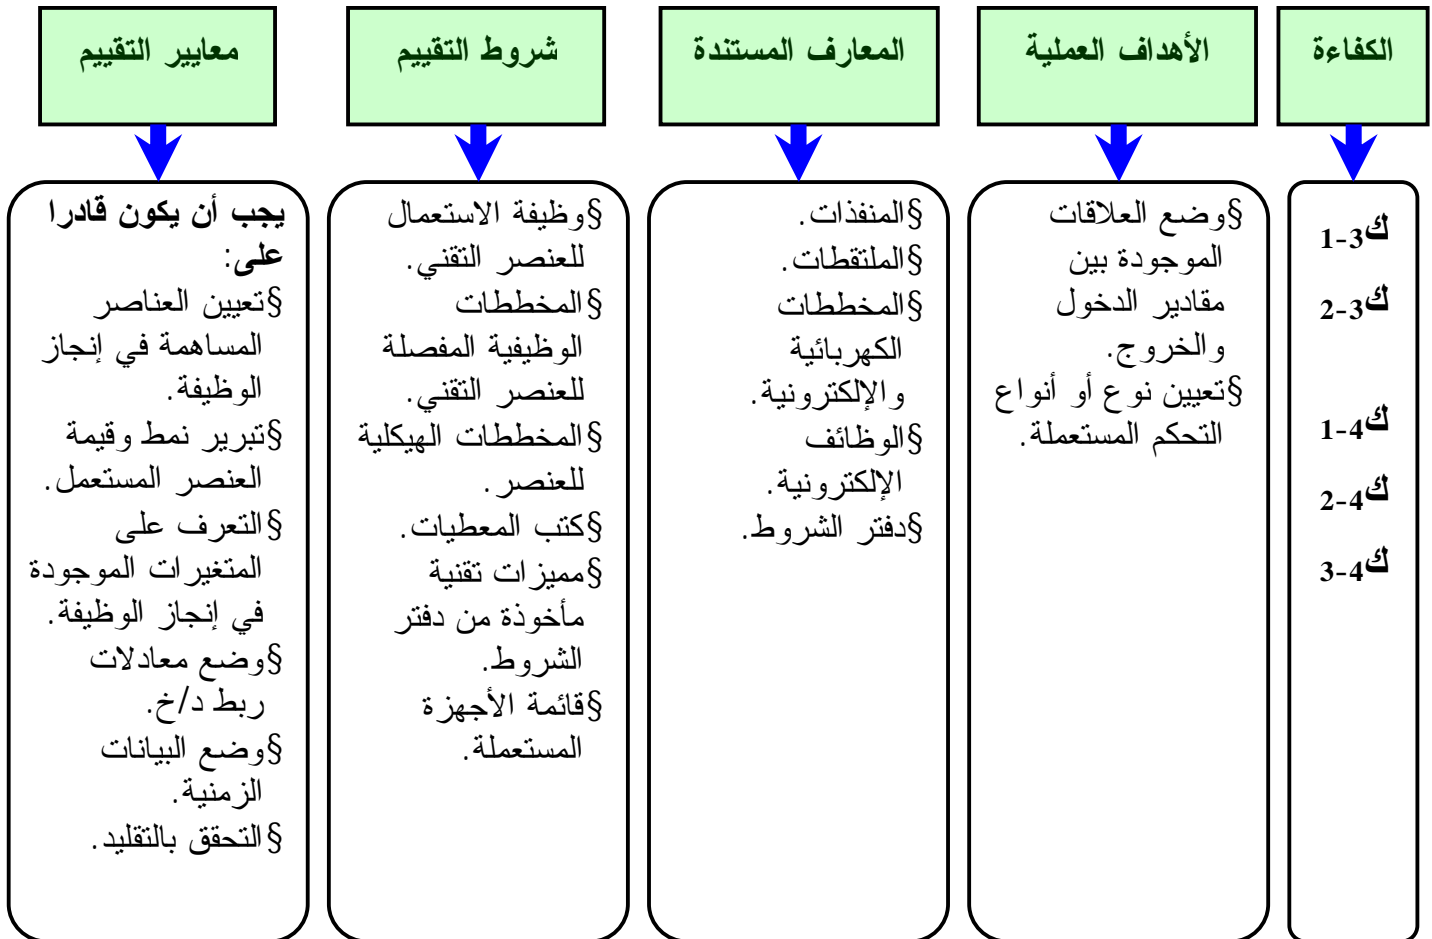 الكفاءة
ك3-1
ك3-2
ك4-1
ك4-2
ك4-3
الأهداف العملية
§وضع العلاقات
الموجودة بين
مقادير الدخول
والخروج.
§تعيين نوع أو أنواع
التحكم المستعملة.
المعارف المستندة
§المنفذات.
§الملتقطات.
§المخططات
الكهربائية
والإلكترونية.
§الوظائف
الإلكترونية.
§دفتر الشروط.
شروط التقييم
§وظيفة الاستعمال
للعنصر التقني.
§المخططات
الوظيفية المفصلة
للعنصر التقني.
§المخططات الهيكلية
للعنصر.
§كتب المعطيات.
§مميزات تقنية
مأخوذة من دفتر
الشروط.
§قائمة الأجهزة
المستعملة.
معايير التقييم
يجب أن يكون قادرا
على:
§تعيين العناصر
المساهمة في إنجاز
الوظيفة.
§تبرير نمط وقيمة
العنصر المستعمل.
§التعرف على
المتغيرات الموجودة
في إنجاز الوظيفة.
§وضع معادلات
ربط د/خ.
§وضع البيانات
الزمنية.
§التحقق بالتقليد.